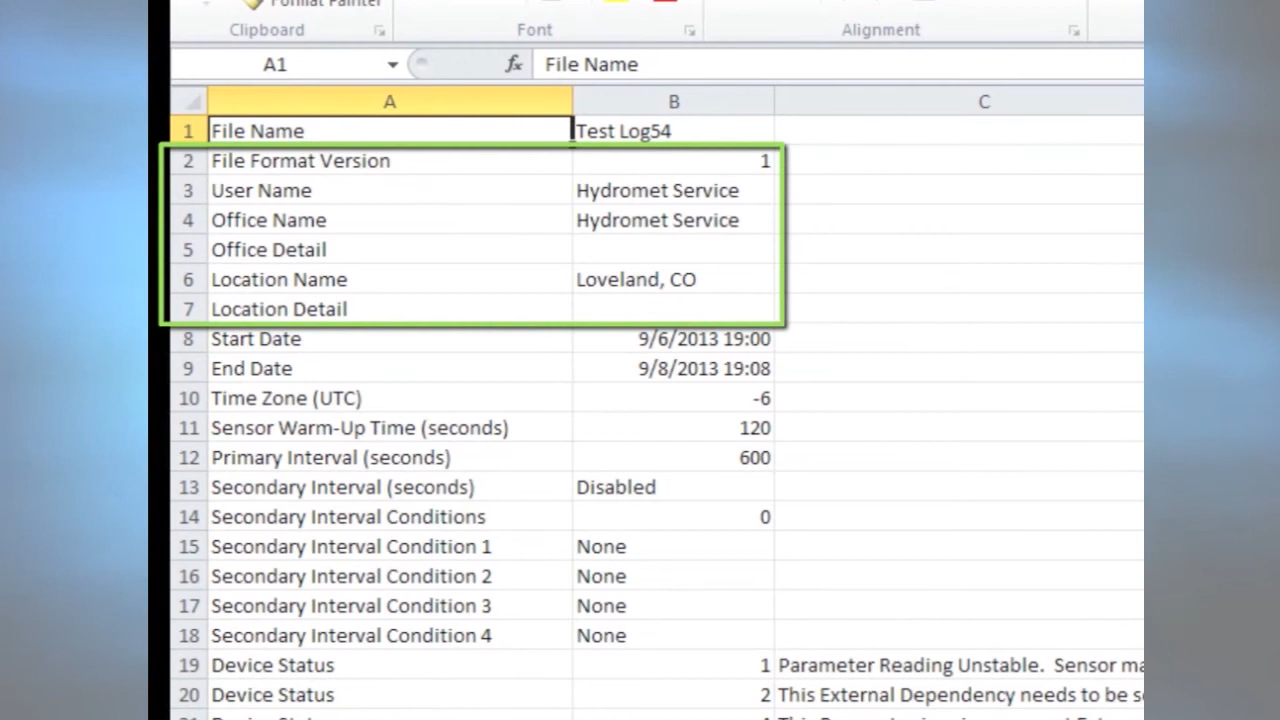 Format Painter
Clipboard Font Alignment
A1 fx File Name
A B C
1 File Name Test Log54
2 File Format Version 1
3 User Name Hydromet Service
4 Office Name Hydromet Service
5 Office Detail
6 Location Name Loveland, CO
7 Location Detail
8 Start Date 9/6/2013 19:00
9 End Date 9/8/2013 19:08
10 Time Zone (UTC) -6
11 Sensor Warm-Up Time (seconds) 120
12 Primary Interval (seconds) 600
13 Secondary Interval (seconds) Disabled
14 Secondary Interval Conditions 0
15 Secondary Interval Condition 1 None
16 Secondary Interval Condition 2 None
17 Secondary Interval Condition 3 None
18 Secondary Interval Condition 4 None
19 Device Status 1 Parameter Reading Unstable. Sensor ma
20 Device Status 2 This External Dependency needs to be s